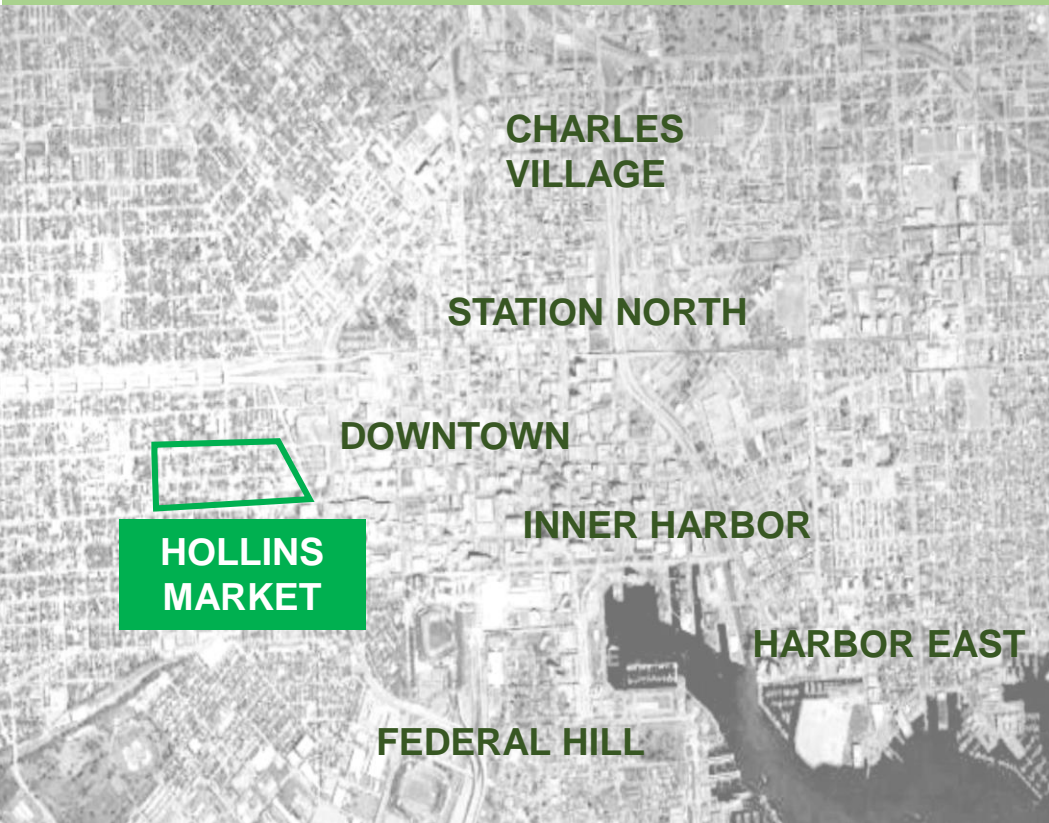 CHARLES
VILLAGE
STATION NORTH
DOWNTOWN
INNER HARBOR
HOLLINS
MARKET
HARBOR EAST
FEDERAL HILL